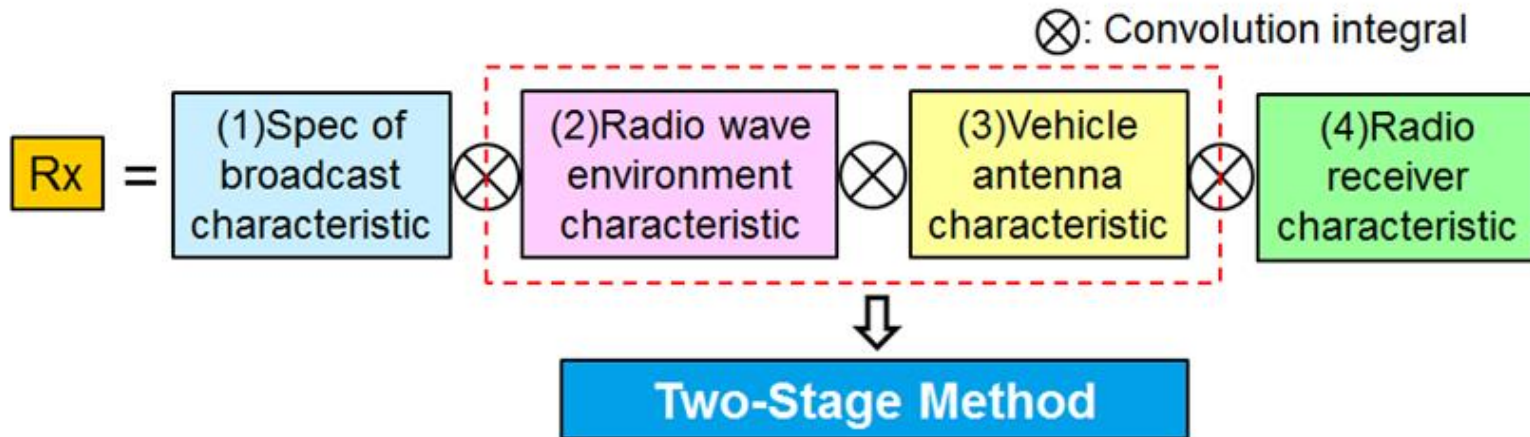 ⊗: Convolution integral
Rx =
(1)Spec of
broadcast
characteristic
⊗
(2)Radio wave
environment
characteristic
⊗
(3)Vehicle
antenna
characteristic
⊗
(4)Radio
receiver
characteristic
Two-Stage Method